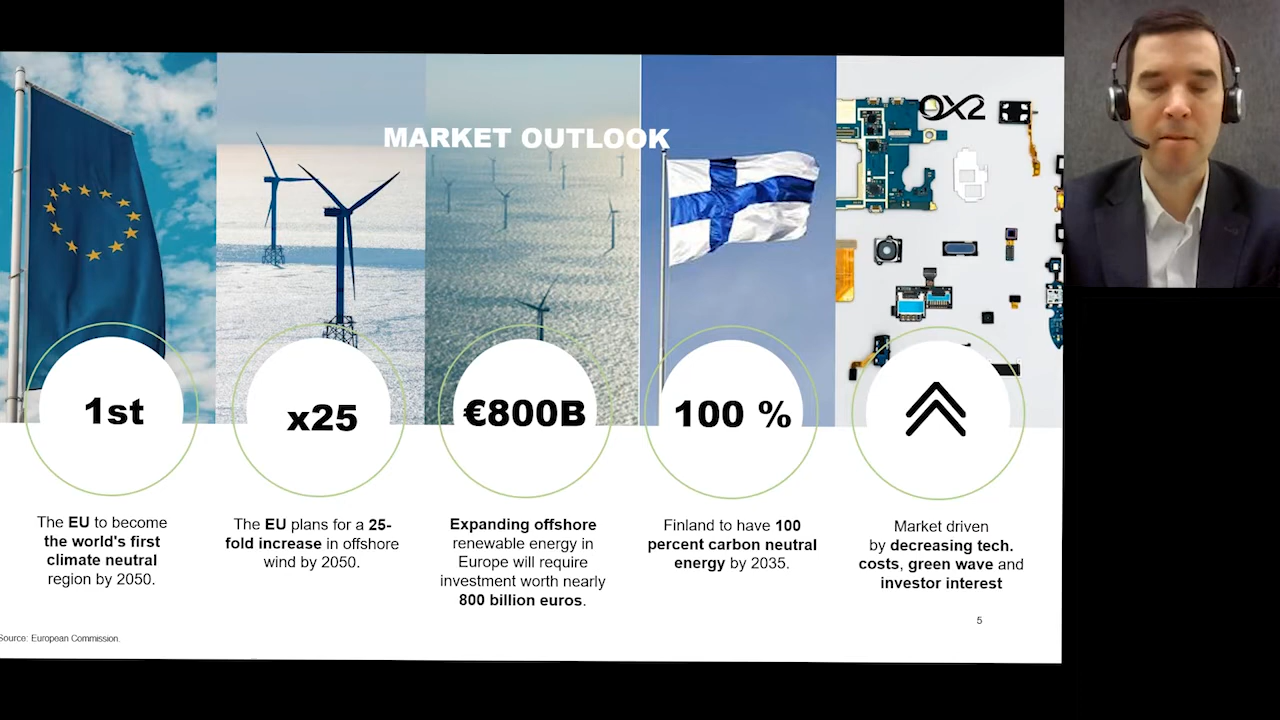 MARKET OUTLOOK
OX2
1st
x25
€800B
100 %
The EU to become
the world's first
climate neutral
region by 2050.
The EU plans for a 25-
fold increase in offshore
wind by 2050.
Expanding offshore
renewable energy in
Europe will require
investment worth nearly
800 billion euros.
Finland to have 100
percent carbon neutral
energy by 2035.
Market driven
by decreasing tech.
costs, green wave and
investor interest
5
Source: European Commission.